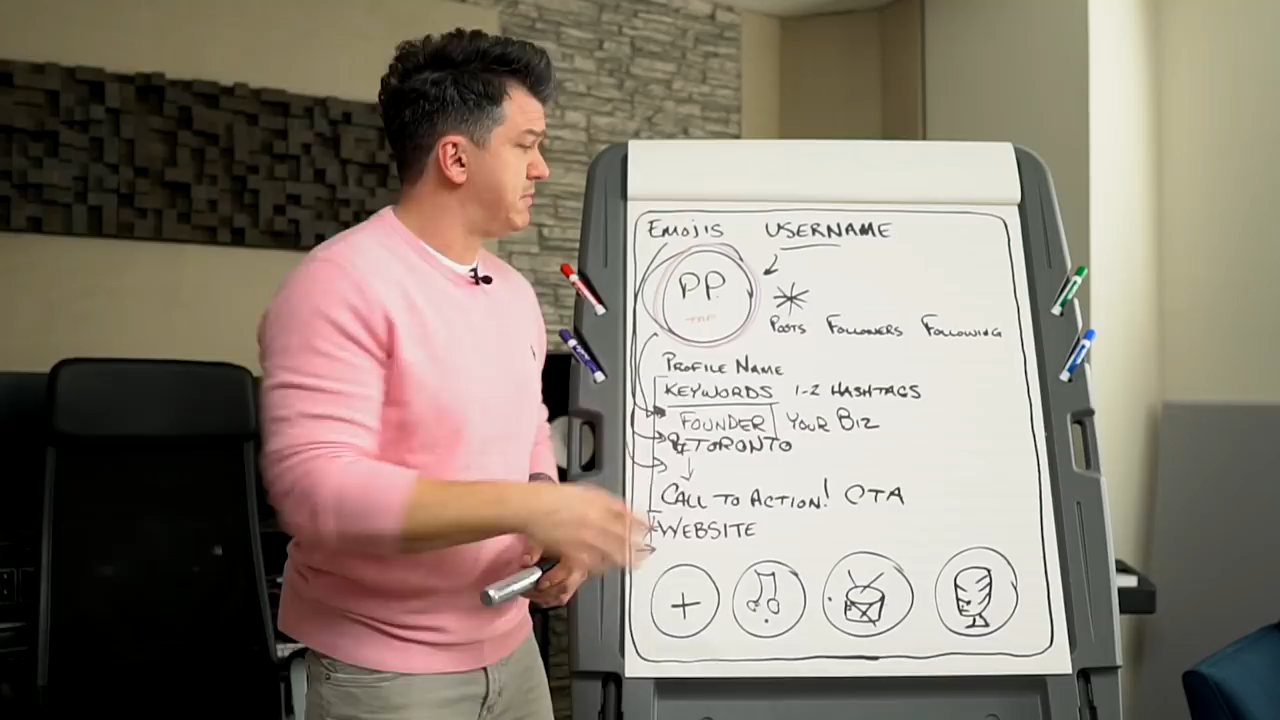 EMOJIS USERNAME
PP
POSTS FOLLOWERS FOLLOWING
PROFILE NAME
KEYWORDS 1-2 HASHTAGS
FOUNDER | YOUR BIZ
TORONTO
CALL TO ACTION! CTA
WEBSITE
+